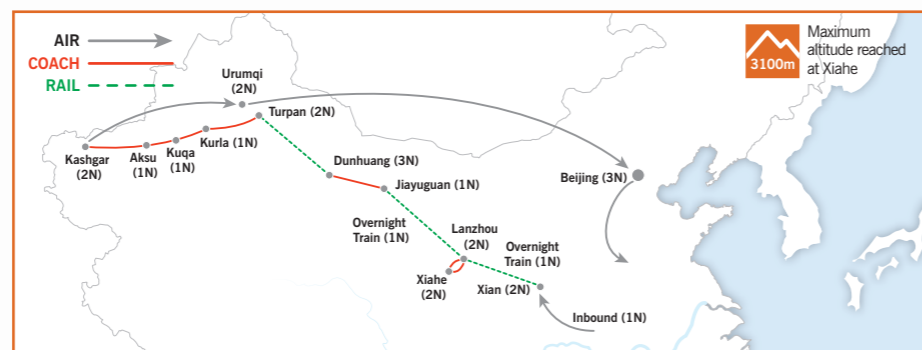 AIR
COACH
RAIL
3100m
Maximum
altitude reached
at Xiahe
Urumqi
(2N)
Turpan (2N)
Kurla (1N)
Kuqa
(1N)
Aksu
(1N)
Kashgar
(2N)
Dunhuang (3N)
Jiayuguan (1N)
Beijing (3N)
Overnight
Train (1N)
Lanzhou
(2N)
Overnight
Train (1N)
Xiahe
(2N)
Xian (2N)
Inbound (1N)